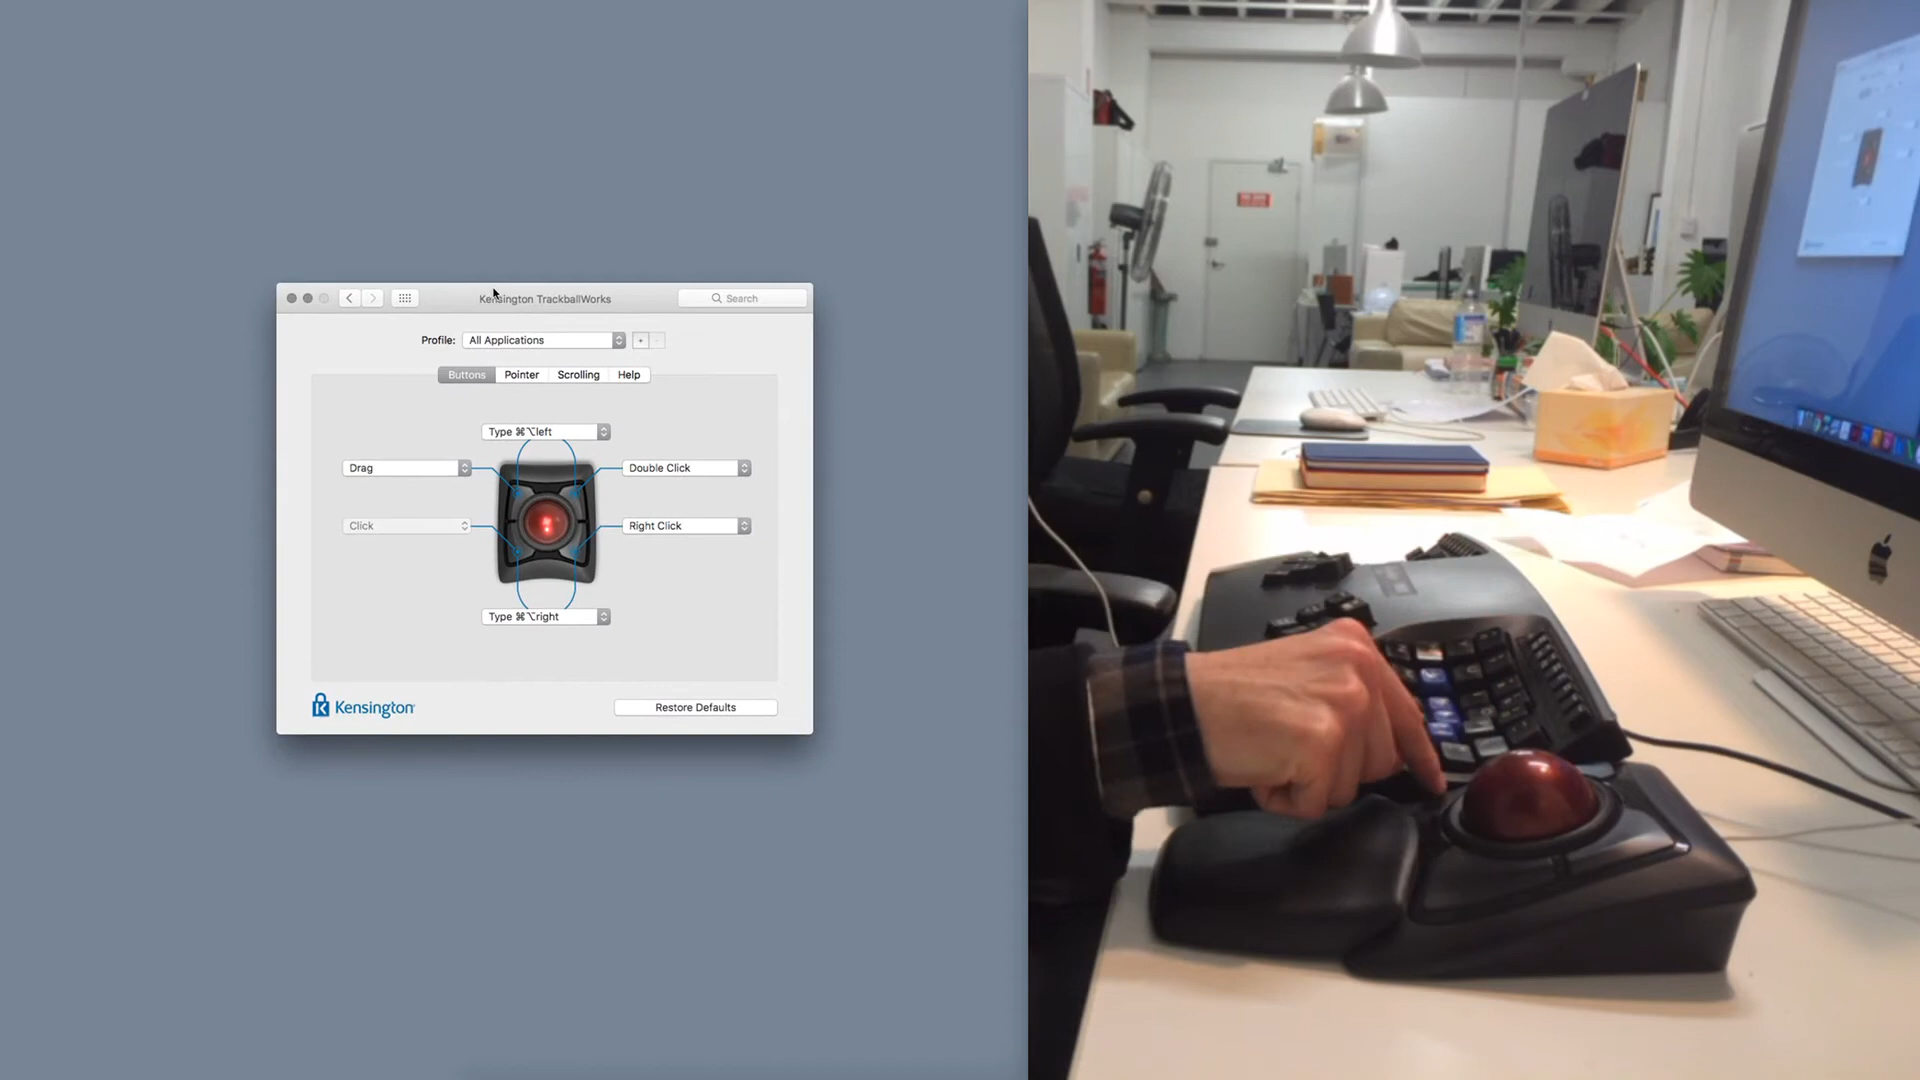 Kensington TrackballWorks
Search
Profile:
All Applications
+
Buttons
Pointer
Scrolling
Help
Type ⌘⌥left
Drag
Double Click
Click
Right Click
Type ⌘⌥right
Kensington
Restore Defaults